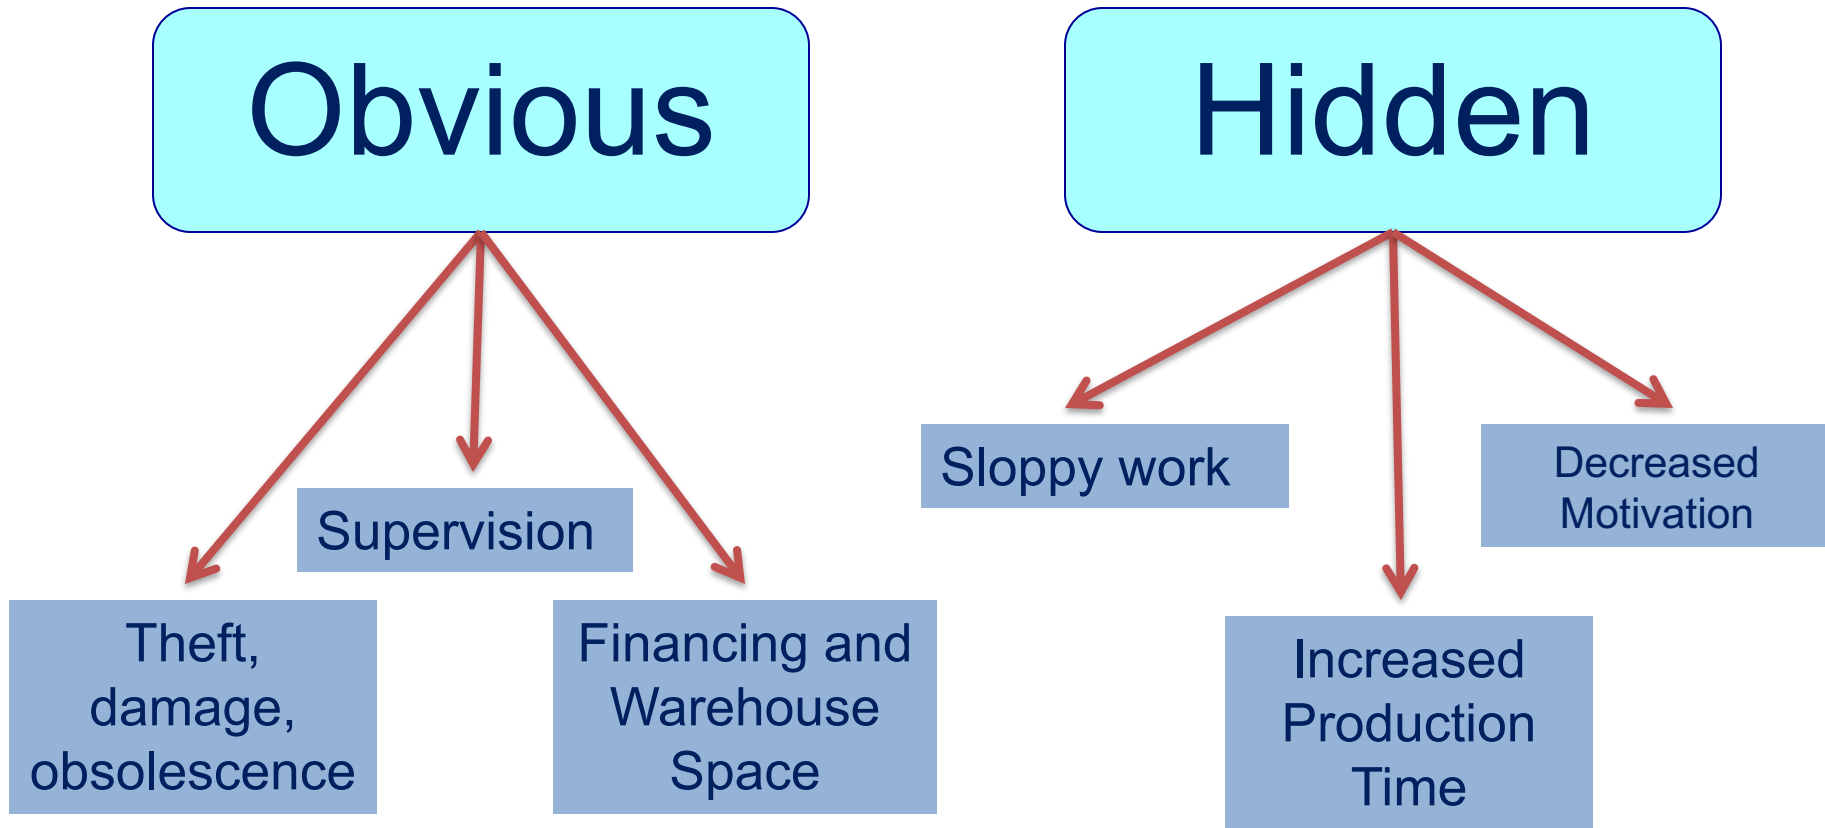 Obvious
Hidden
Sloppy work
Decreased
Motivation
Supervision
Theft,
damage,
obsolescence
Financing and
Warehouse
Space
Increased
Production
Time